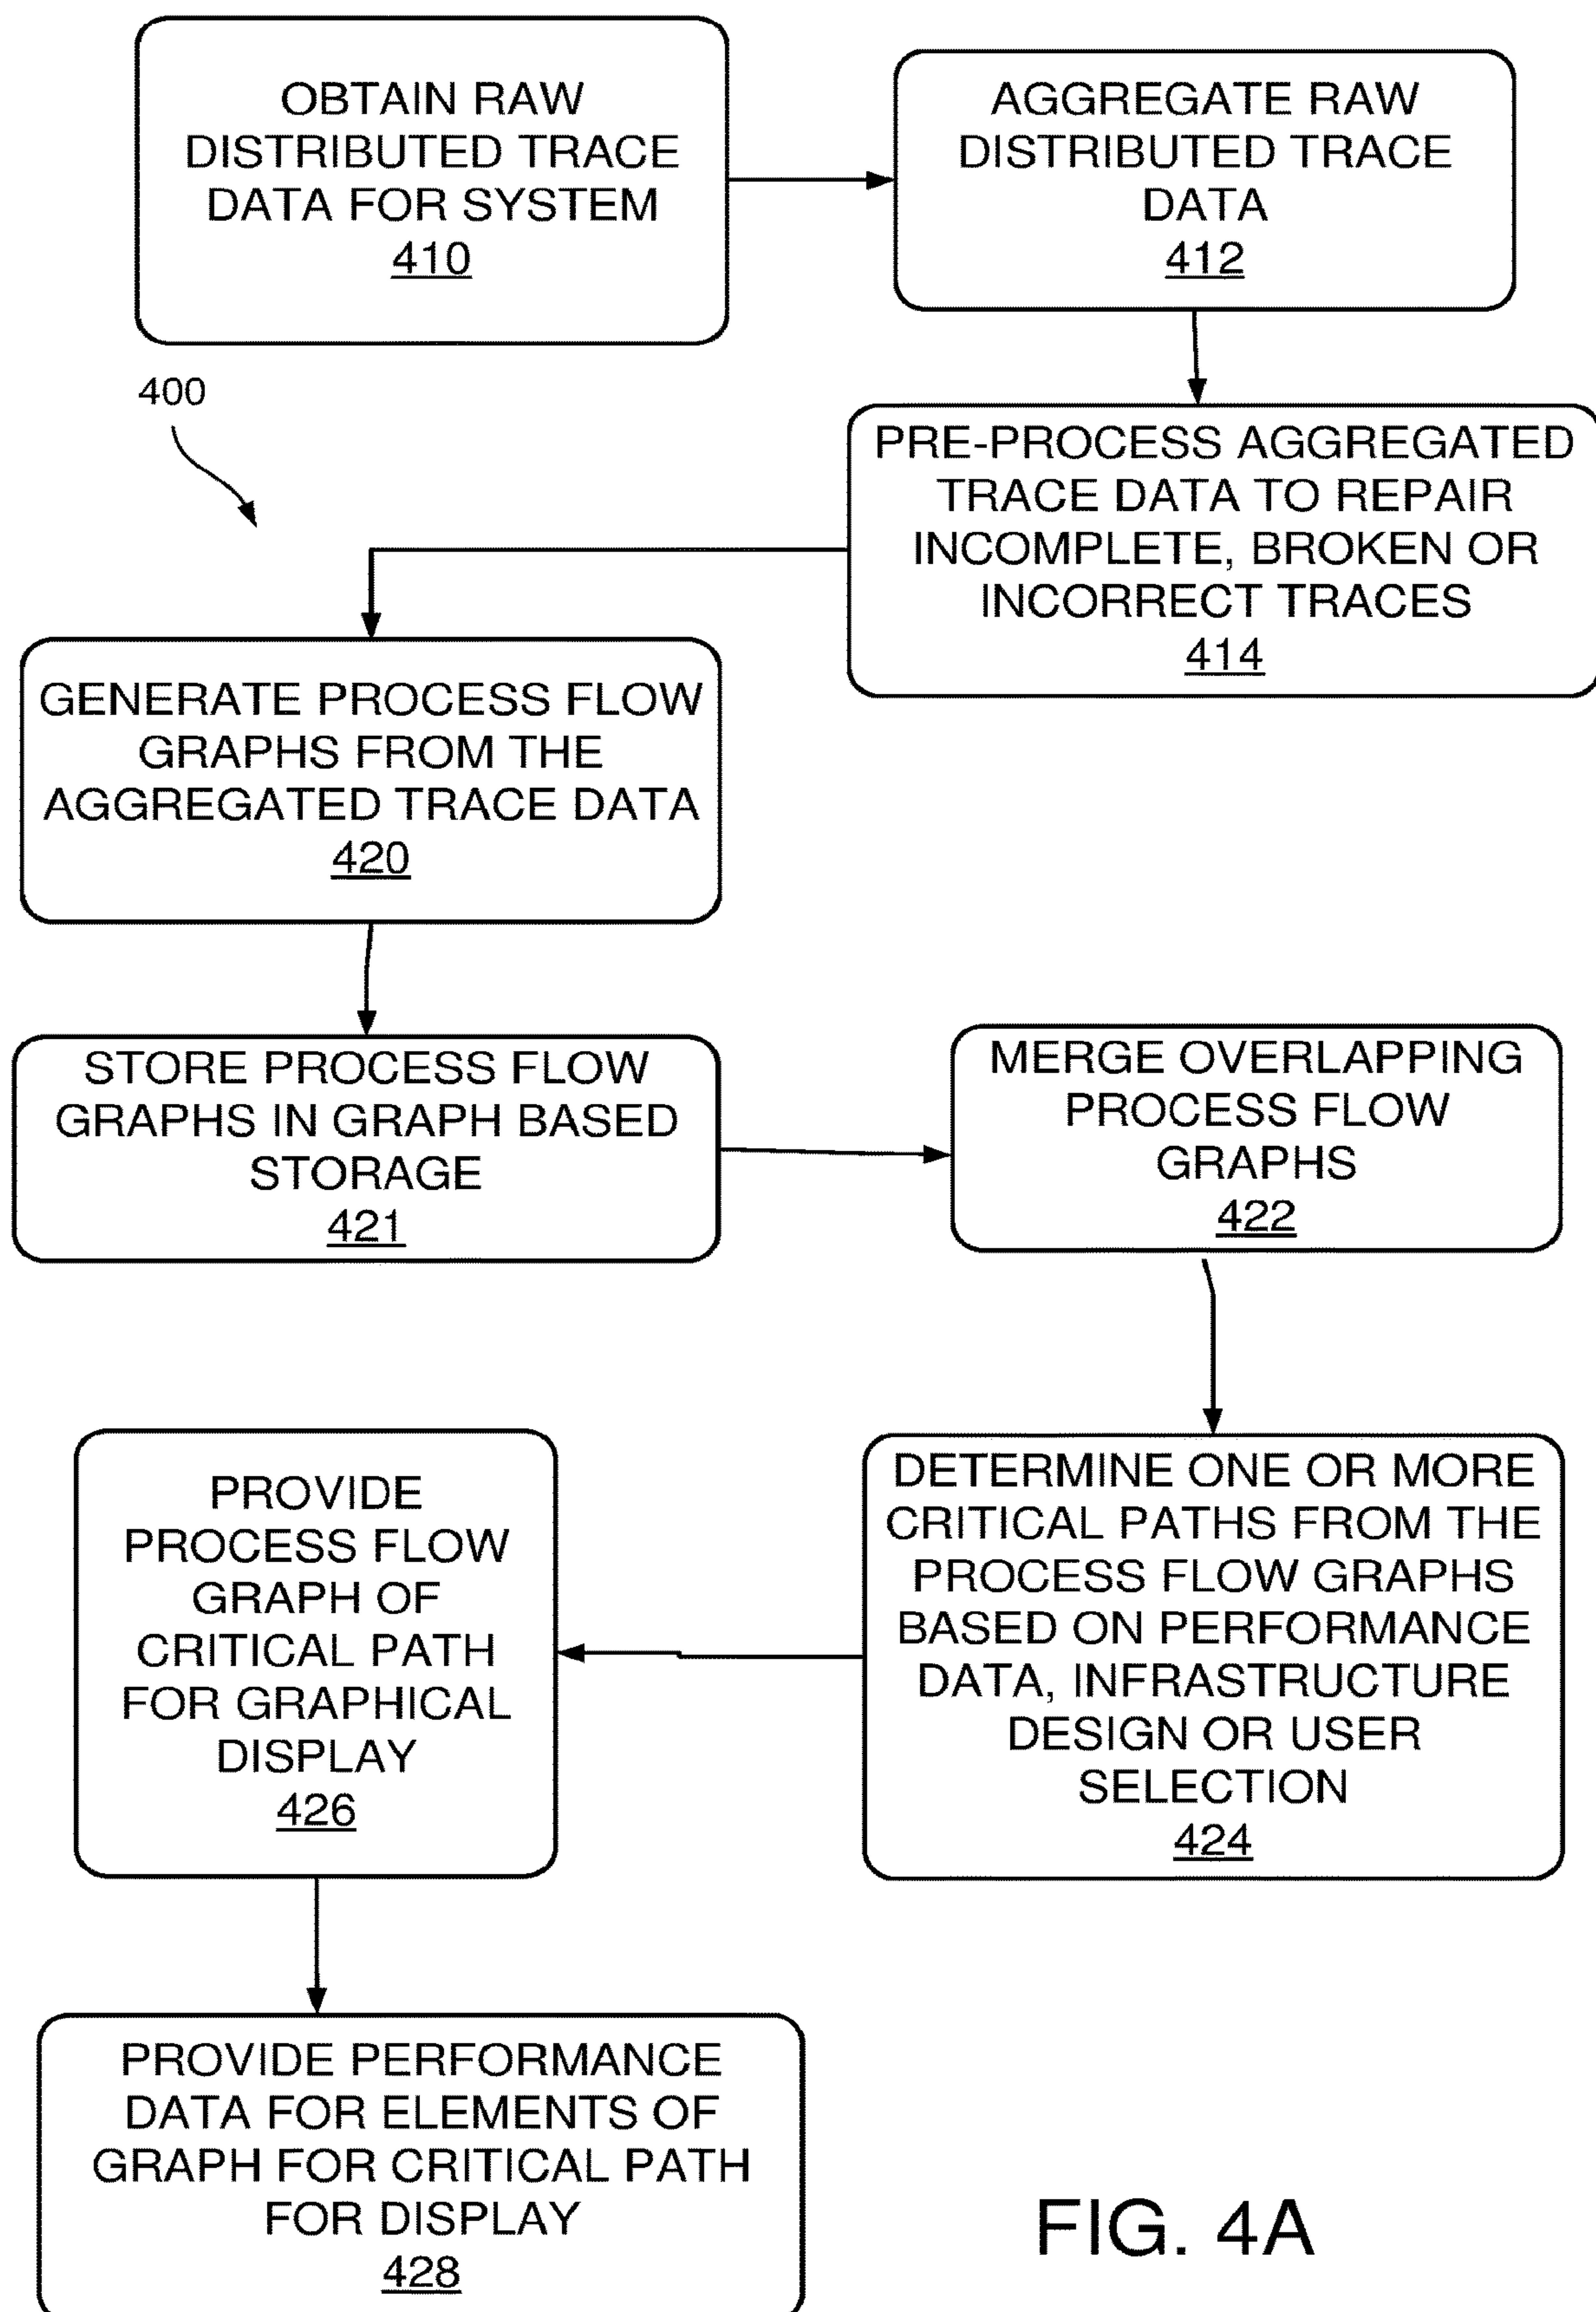 OBTAIN RAW
DISTRIBUTED TRACE
DATA FOR SYSTEM
410
AGGREGATE RAW
DISTRIBUTED TRACE
DATA
412
400
PRE-PROCESS AGGREGATED
TRACE DATA TO REPAIR
INCOMPLETE, BROKEN OR
INCORRECT TRACES
414
GENERATE PROCESS FLOW
GRAPHS FROM THE
AGGREGATED TRACE DATA
420
STORE PROCESS FLOW
GRAPHS IN GRAPH BASED
STORAGE
421
MERGE OVERLAPPING
PROCESS FLOW
GRAPHS
422
DETERMINE ONE OR MORE
CRITICAL PATHS FROM THE
PROCESS FLOW GRAPHS
BASED ON PERFORMANCE
DATA, INFRASTRUCTURE
DESIGN OR USER
SELECTION
424
PROVIDE
PROCESS FLOW
GRAPH OF
CRITICAL PATH
FOR GRAPHICAL
DISPLAY
426
PROVIDE PERFORMANCE
DATA FOR ELEMENTS OF
GRAPH FOR CRITICAL PATH
FOR DISPLAY
428
FIG. 4A